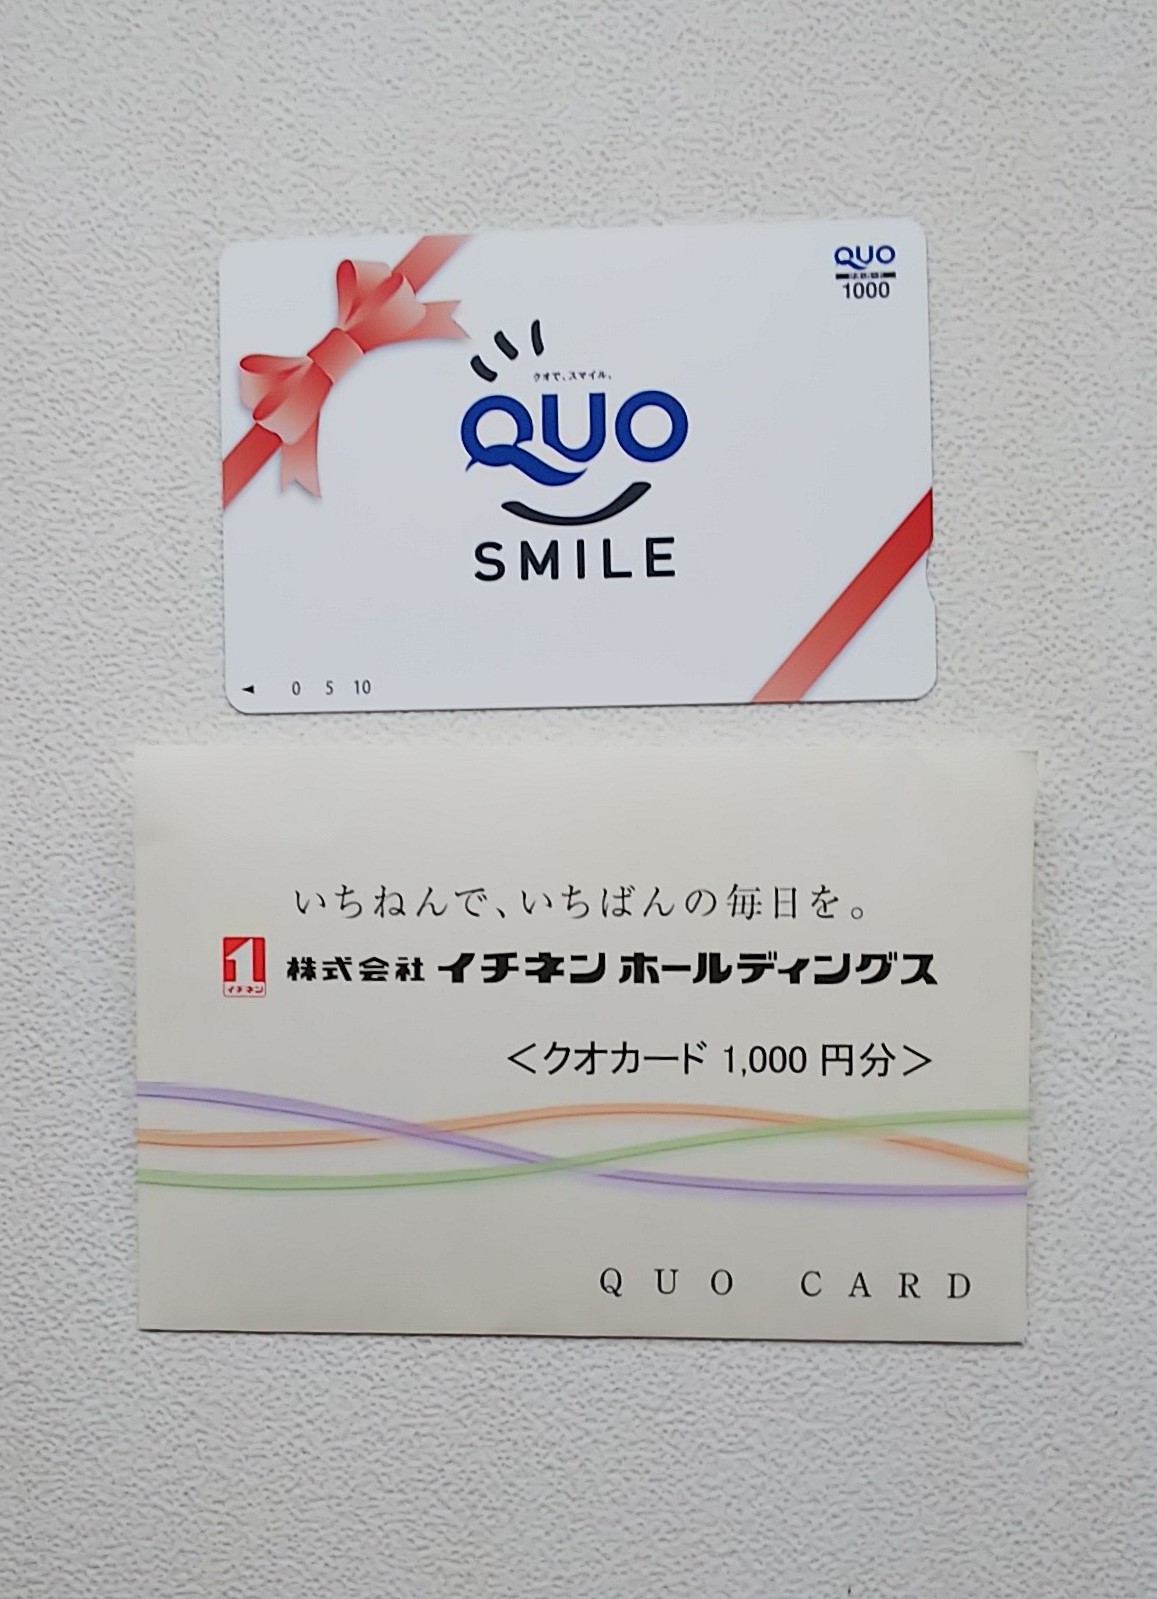 QUO
1000
クオで、スマイル。
QUO
SMILE
0 5 10
いちねんで、いちばんの毎日を。
1 イチネン
株式会社 イチネン ホールディングス
＜クオカード 1,000 円分＞
QUO CARD